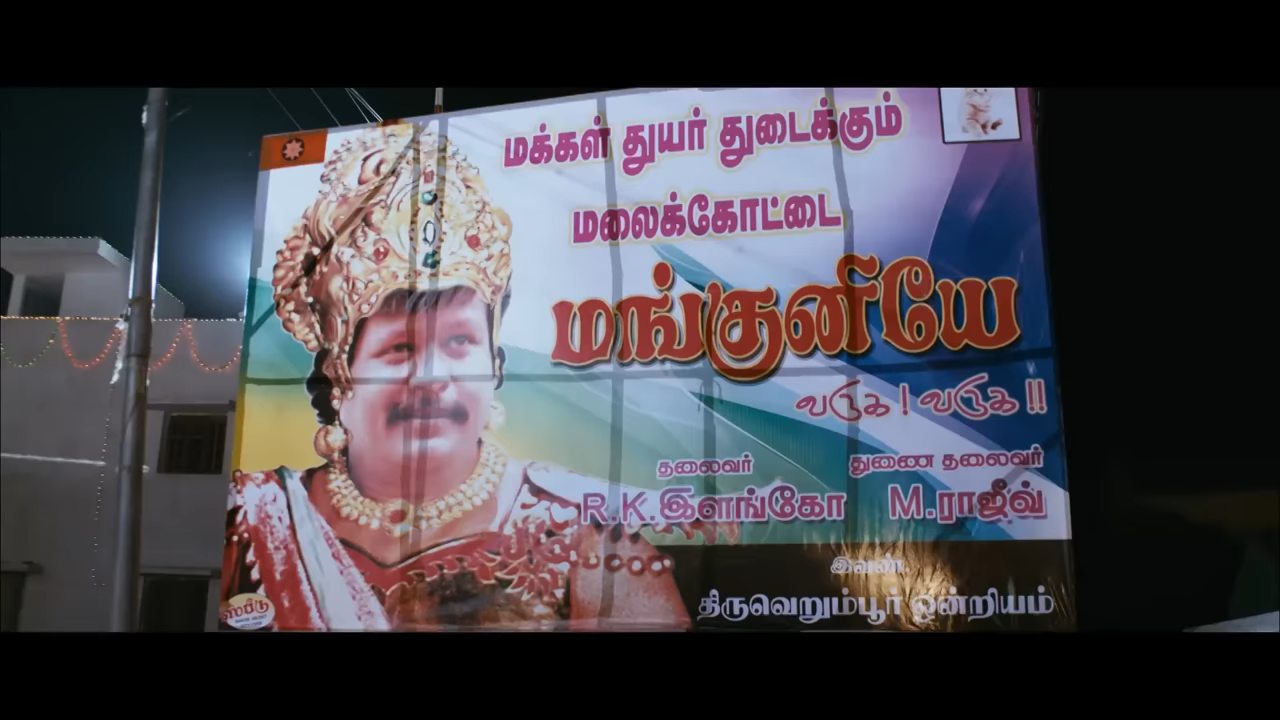 மக்கள் துயர் துடைக்கும்
மலைக்கோட்டை
மங்குனியே
வருக! வருக!!
தலைவர் துணை தலைவர்
R.K.இளங்கோ M.ராஜீவ்
இவண்
திருவெறும்பூர் ஒன்றியம்